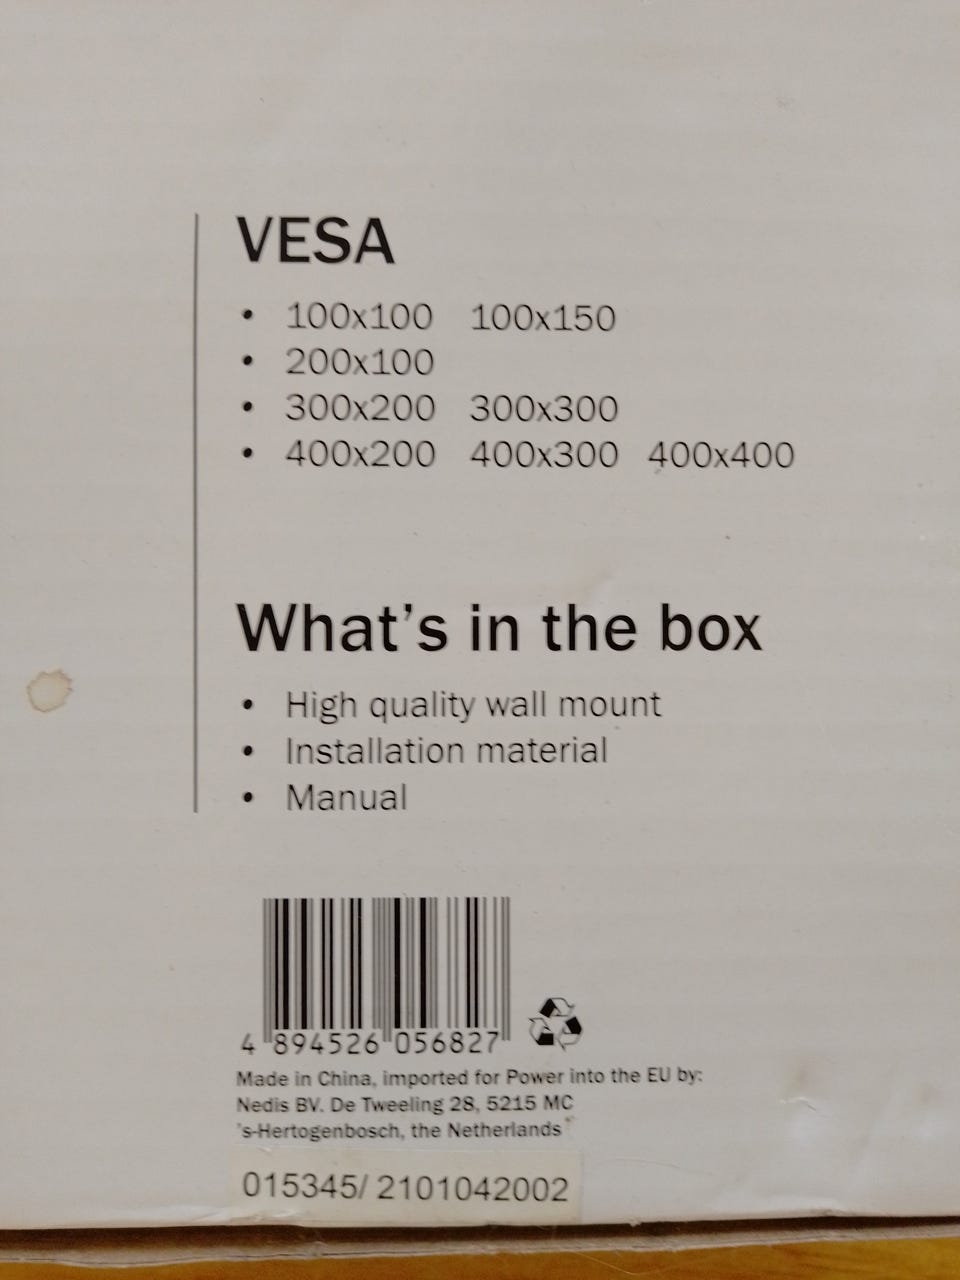 VESA
• 100x100 100x150
• 200x100
• 300x200 300x300
• 400x200 400x300 400x400
What's in the box
• High quality wall mount
• Installation material
• Manual
4 894526 056827
Made in China, imported for Power into the EU by:
Nedis BV. De Tweeling 28, 5215 MC
's-Hertogenbosch, the Netherlands
015345/ 2101042002